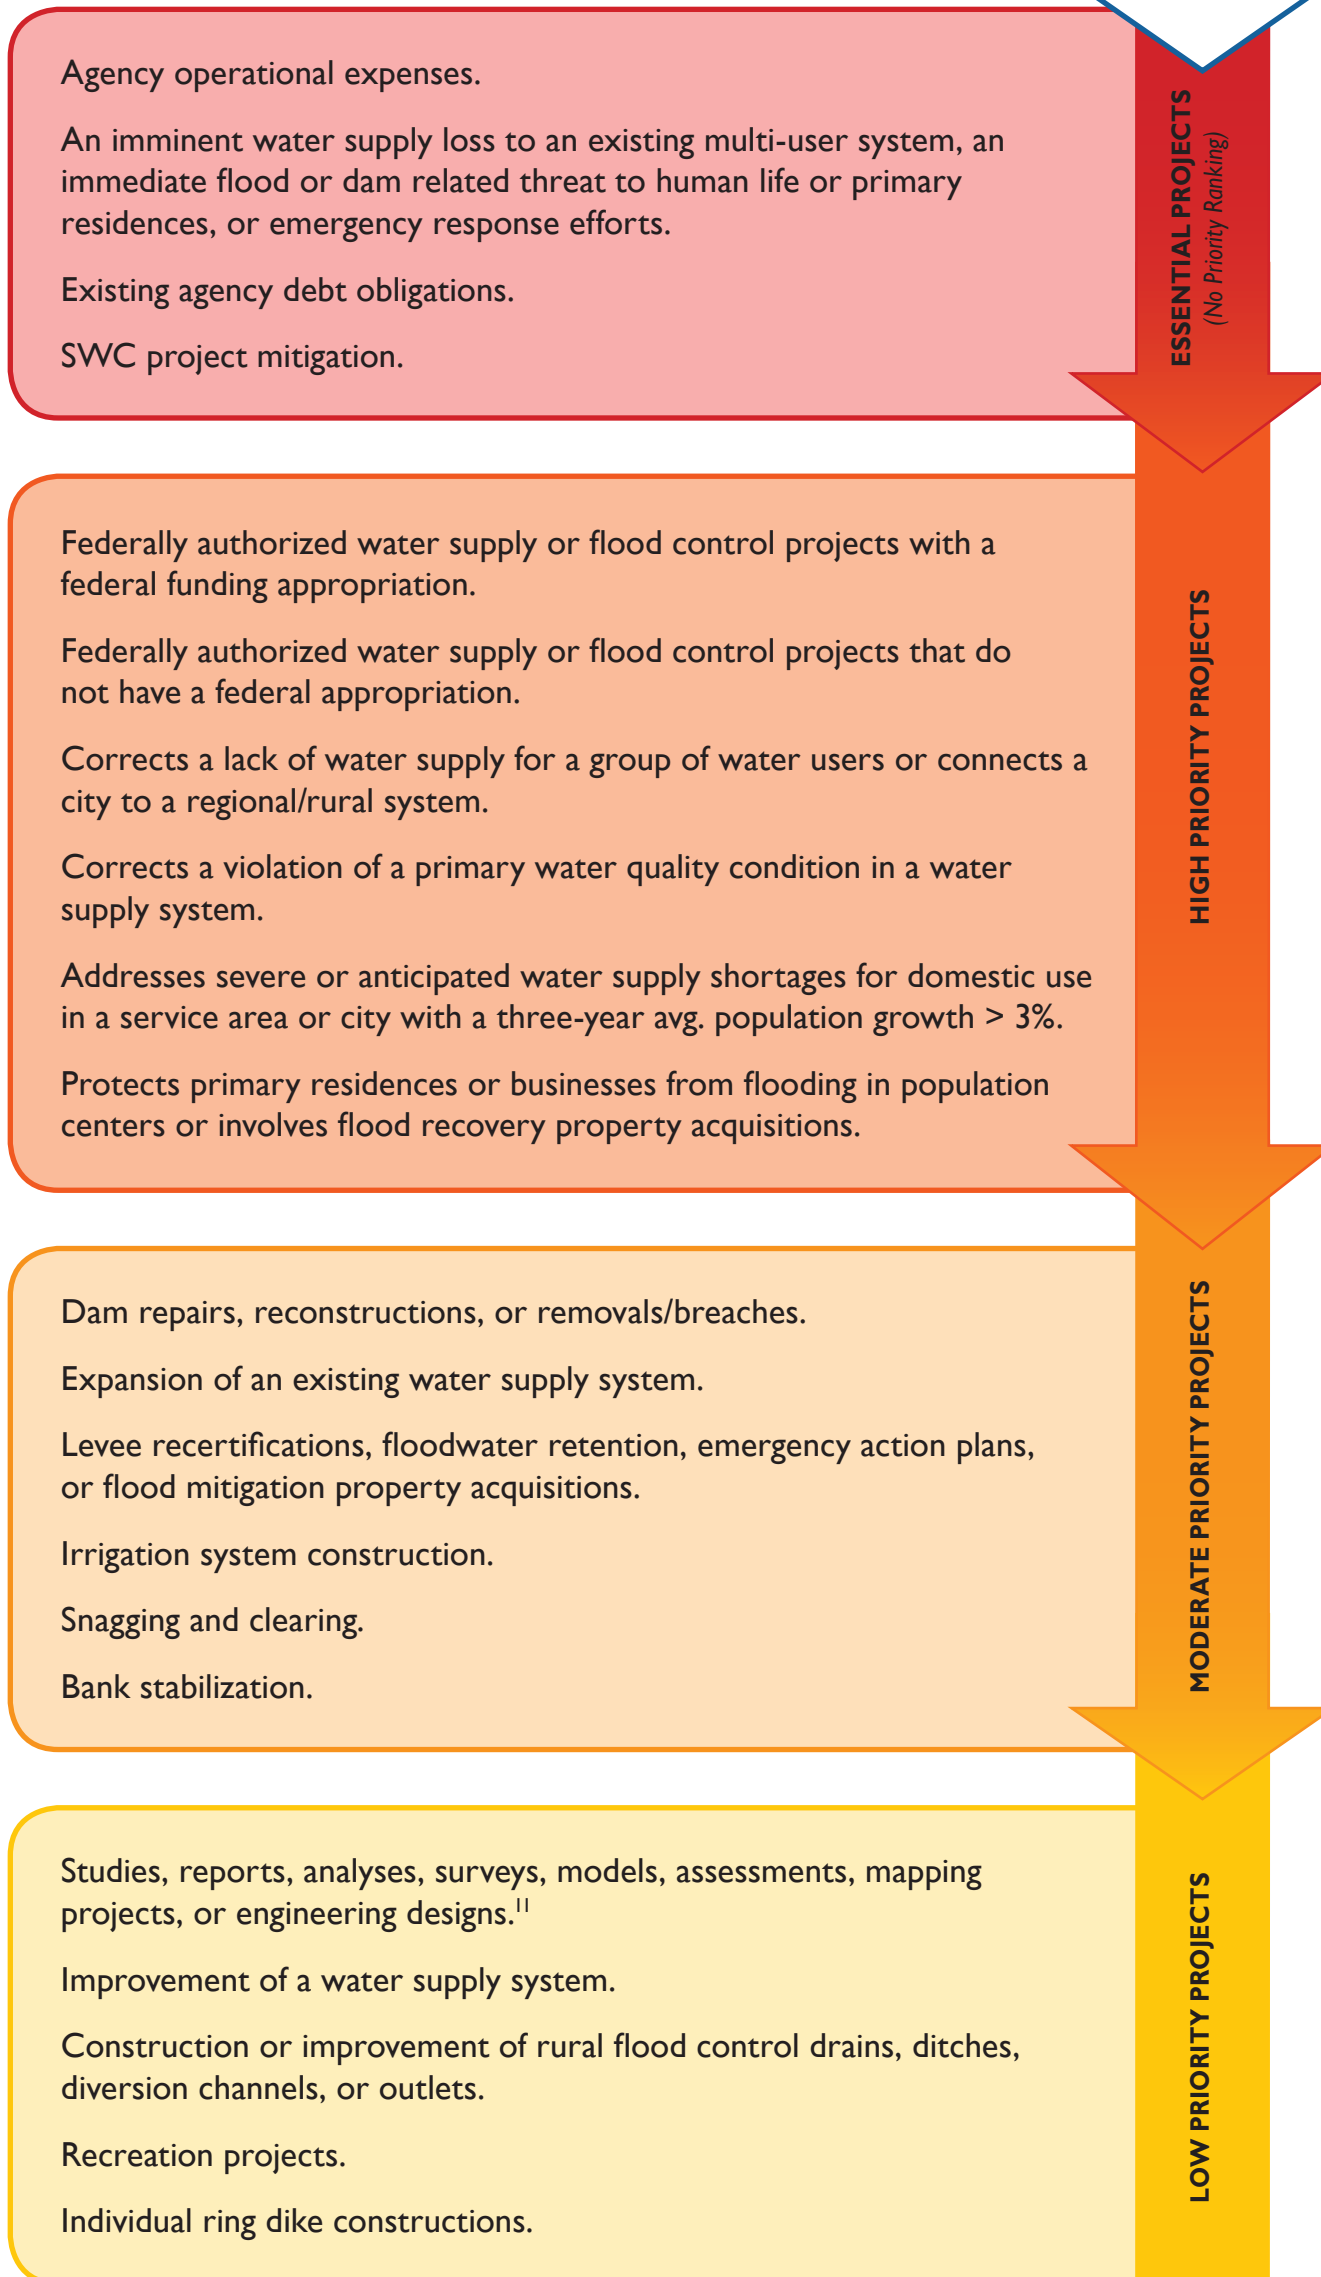 Agency operational expenses.
An imminent water supply loss to an existing multi-user system, an
immediate flood or dam related threat to human life or primary
residences, or emergency response efforts.
Existing agency debt obligations.
SWC project mitigation.
ESSENTIAL PROJECTS
(No Priority Ranking)
Federally authorized water supply or flood control projects with a
federal funding appropriation.
Federally authorized water supply or flood control projects that do
not have a federal appropriation.
Corrects a lack of water supply for a group of water users or connects a
city to a regional/rural system.
Corrects a violation of a primary water quality condition in a water
supply system.
Addresses severe or anticipated water supply shortages for domestic use
in a service area or city with a three-year avg. population growth > 3%.
Protects primary residences or businesses from flooding in population
centers or involves flood recovery property acquisitions.
HIGH PRIORITY PROJECTS
Dam repairs, reconstructions, or removals/breaches.
Expansion of an existing water supply system.
Levee recertifications, floodwater retention, emergency action plans,
or flood mitigation property acquisitions.
Irrigation system construction.
Snagging and clearing.
Bank stabilization.
MODERATE PRIORITY PROJECTS
Studies, reports, analyses, surveys, models, assessments, mapping
projects, or engineering designs.¹¹
Improvement of a water supply system.
Construction or improvement of rural flood control drains, ditches,
diversion channels, or outlets.
Recreation projects.
Individual ring dike constructions.
LOW PRIORITY PROJECTS